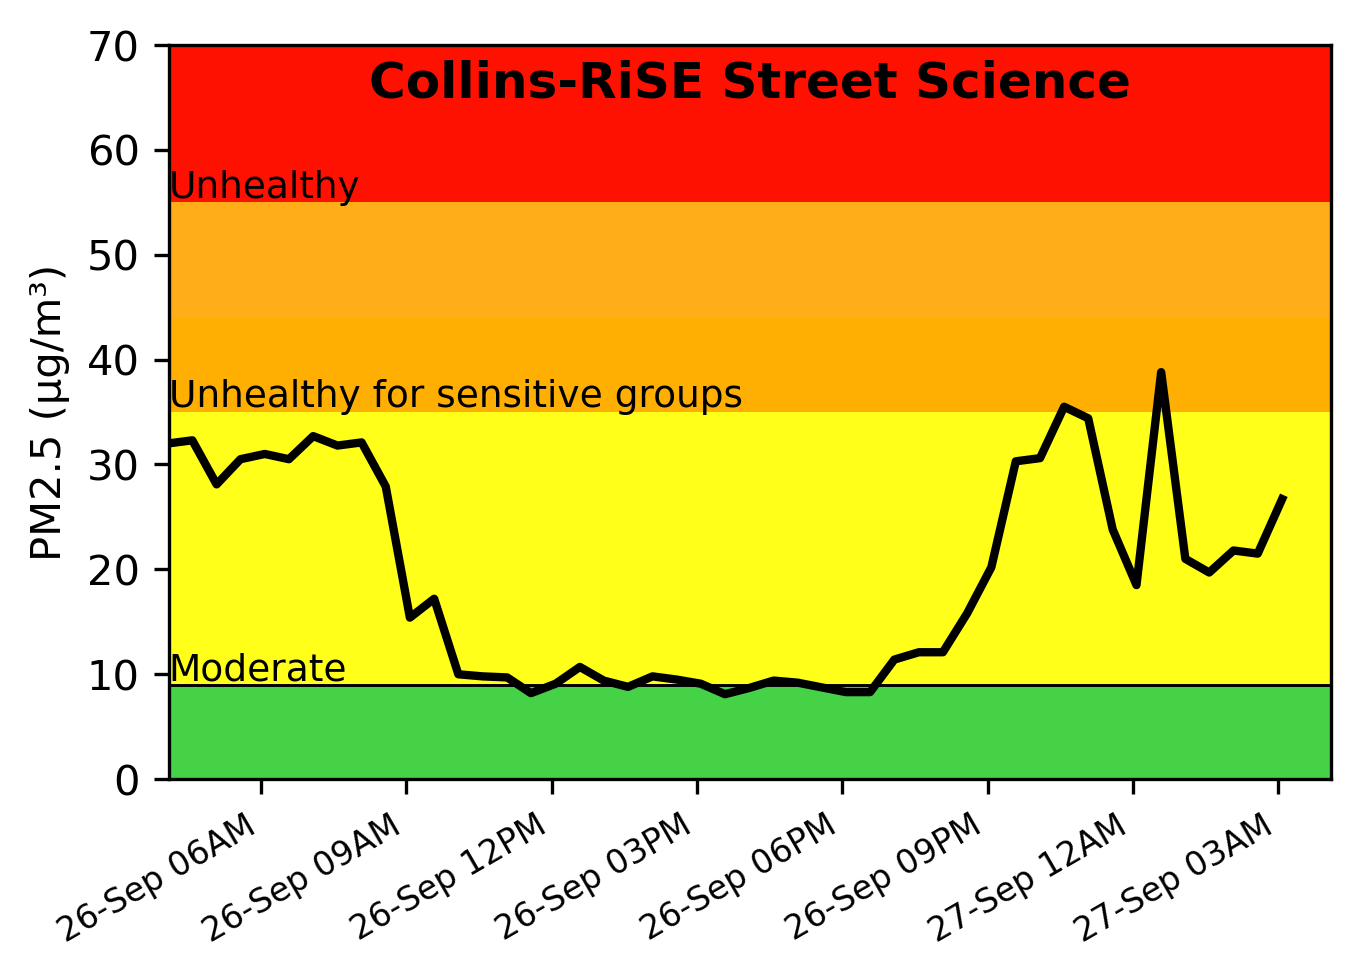 Collins-RiSE Street Science
70
60
Unhealthy
50
40
Unhealthy for sensitive groups
30
20
10
Moderate
0
PM2.5 (µg/m³)
26-Sep 06AM
26-Sep 09AM
26-Sep 12PM
26-Sep 03PM
26-Sep 06PM
26-Sep 09PM
27-Sep 12AM
27-Sep 03AM